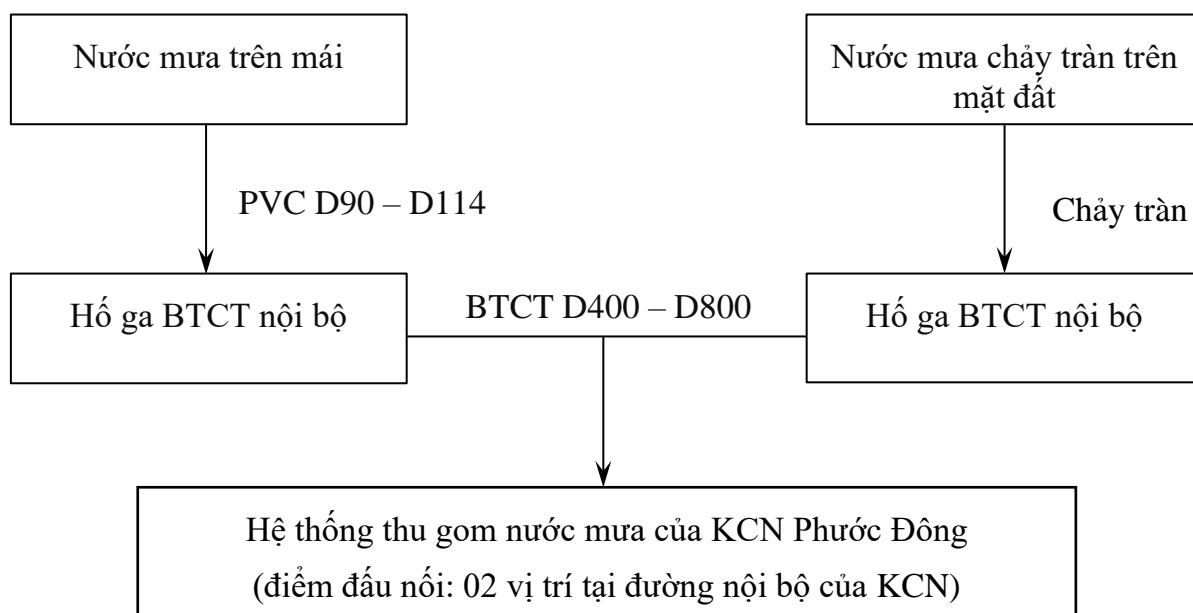 Nước mưa trên mái
Nước mưa chảy tràn trên
mặt đất
PVC D90 – D114
Chảy tràn
Hố ga BTCT nội bộ
BTCT D400 – D800
Hố ga BTCT nội bộ
Hệ thống thu gom nước mưa của KCN Phước Đông
(điểm đấu nối: 02 vị trí tại đường nội bộ của KCN)